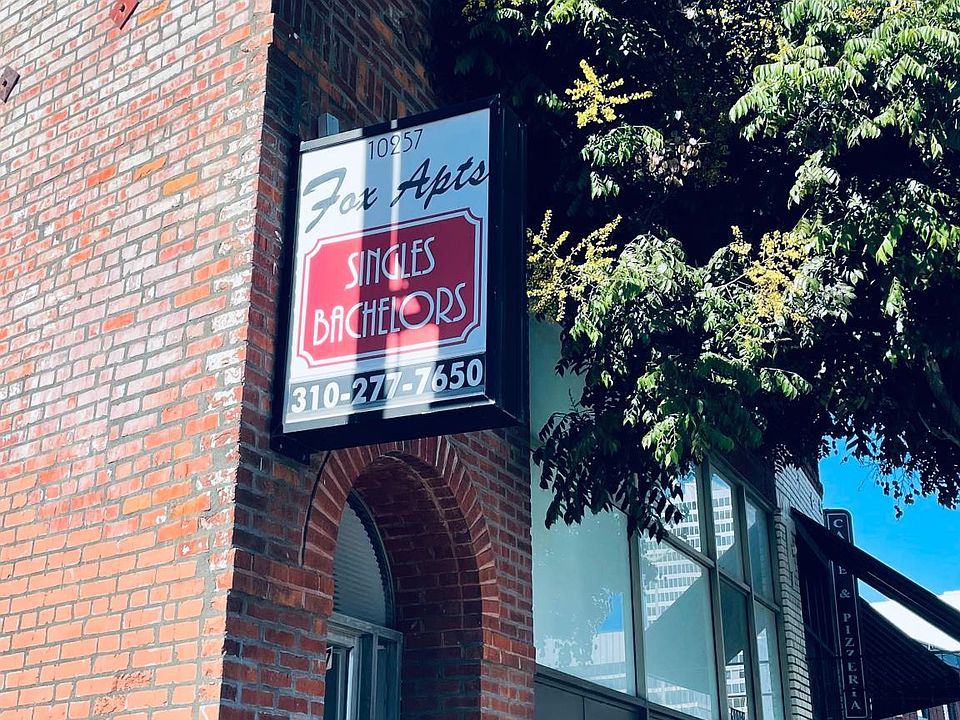 10257
Fox Apts
SINGLES
BACHELORS
310-277-7650
& PIZZERIA